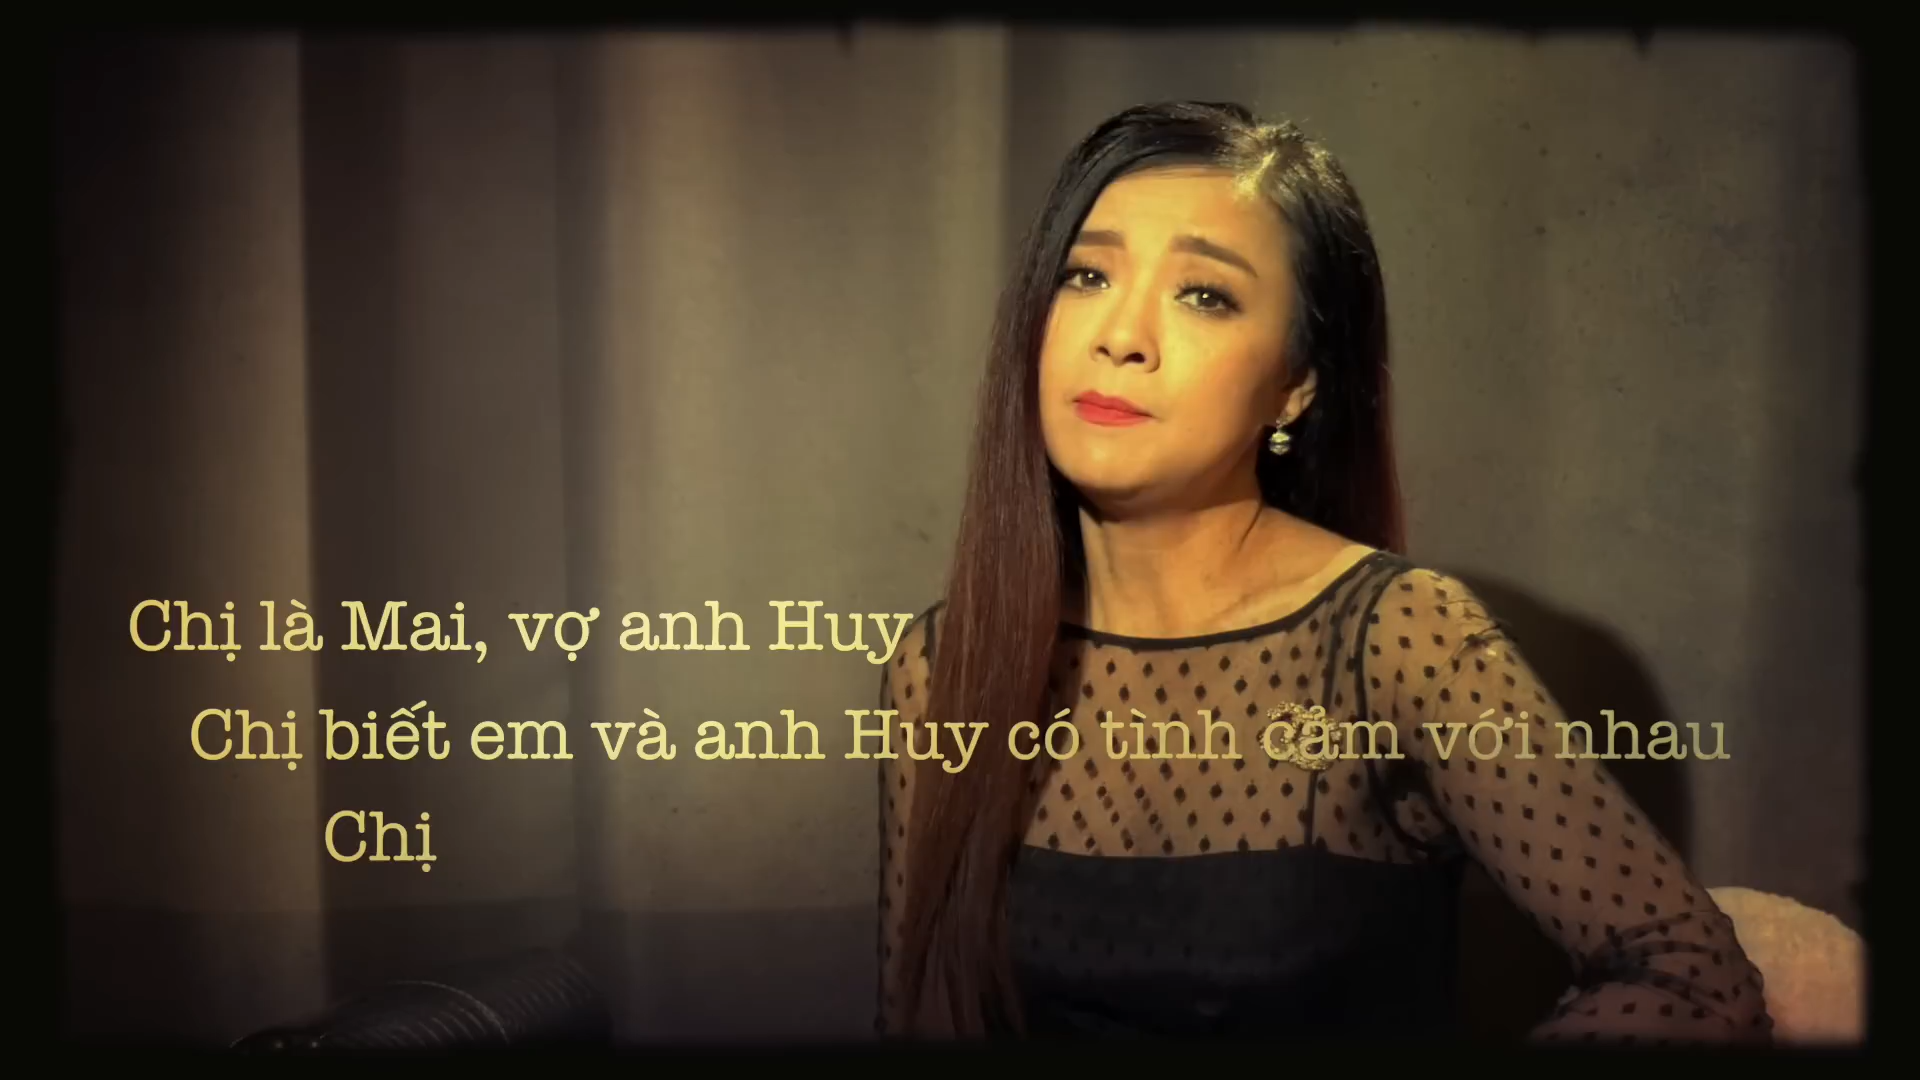 Chị là Mai, vợ anh Huy
Chị biết em và anh Huy có tình cảm với nhau
Chị